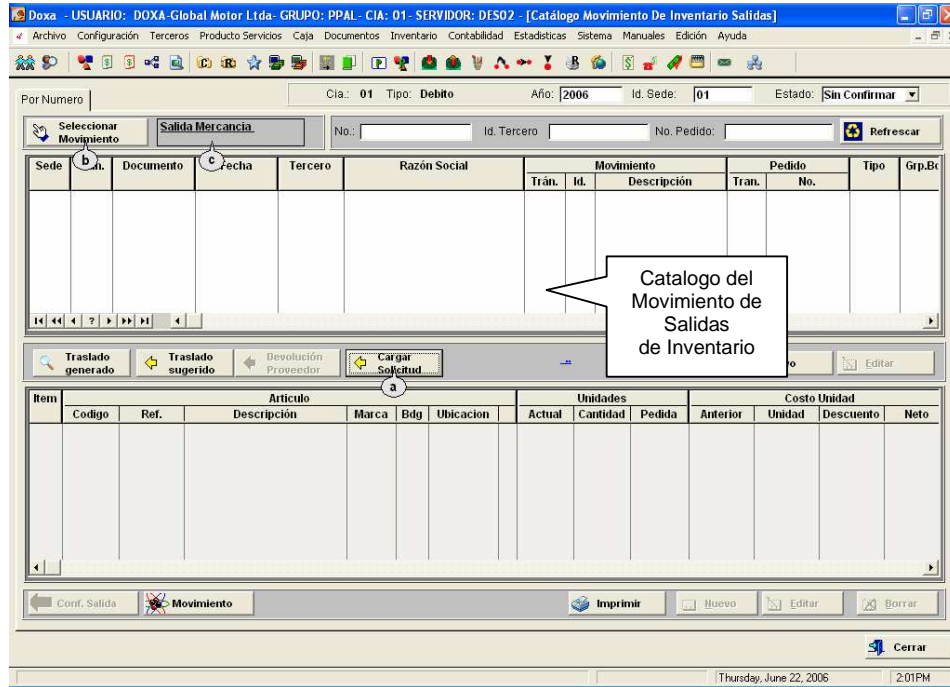 Doxa - USUARIO: DOXA-Global Motor Ltda- GRUPO: PPAL- CIA: 01- SERVIDOR: DES02 - [Catálogo Movimiento De Inventario Salidas]
Archivo Configuración Terceros Producto Servicios Caja Documentos Inventario Contabilidad Estadisticas Sistema Manuales Edición Ayuda
Por Numero Cia.: 01 Tipo: Debito Año: 2006 Id. Sede: 01 Estado: Sin Confirmar
Seleccionar Movimiento Salida Mercancia No.: Id. Tercero No. Pedido: Refrescar
b c
Sede Documento Fecha Tercero Razón Social Movimiento Pedido Tipo Grp.Bo
Trán. Id. Descripción Tran. No.
Catalogo del
Movimiento de
Salidas
de Inventario
Traslado generado Traslado sugerido Devolución Proveedor Cargar Solicitud Editar
a
Item Articulo Unidades Costo Unidad
Codigo Ref. Descripción Marca Bdg Ubicacion Actual Cantidad Pedida Anterior Unidad Descuento Neto
Conf. Salida Movimiento Imprimir Nuevo Editar Borrar
Cerrar
Thursday, June 22, 2006 2:01PM